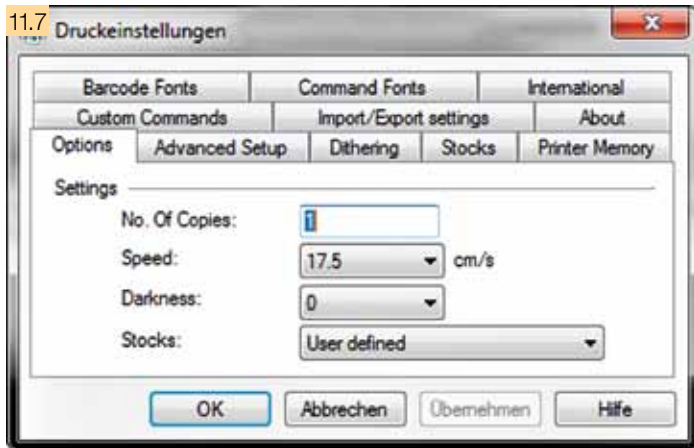 11.7
Druckeinstellungen
Barcode Fonts Command Fonts International
Custom Commands Import/Export settings About
Options Advanced Setup Dithering Stocks Printer Memory
Settings
No. Of Copies: 1
Speed: 17.5 cm/s
Darkness: 0
Stocks: User defined
OK Abbrechen Übernehmen Hilfe